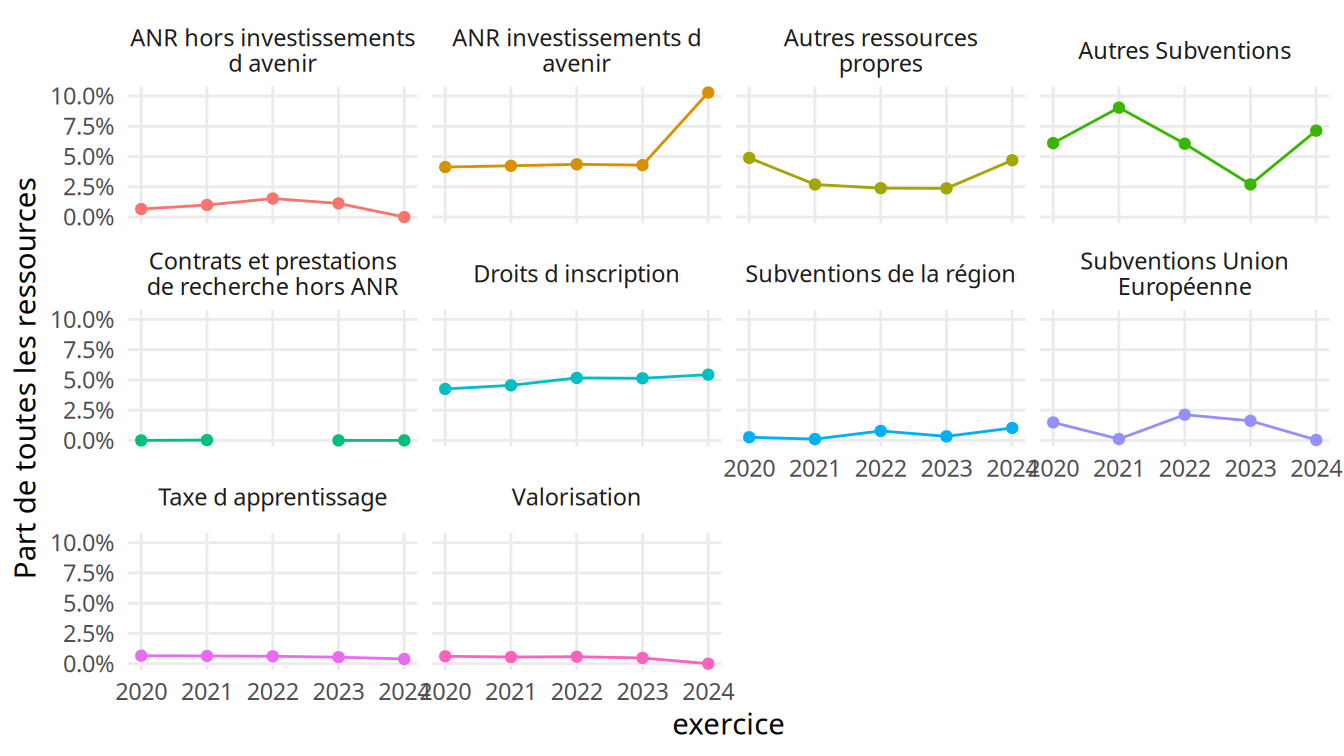 ANR hors investissements
d avenir
ANR investissements d
avenir
Autres ressources
propres
Autres Subventions
10.0%
7.5%
5.0%
2.5%
0.0%
Contrats et prestations
de recherche hors ANR
Droits d inscription
Subventions de la région
Subventions Union
Européenne
10.0%
7.5%
5.0%
2.5%
0.0%
2020 2021 2022 2023 2024
2020 2021 2022 2023 2024
Taxe d apprentissage
Valorisation
10.0%
7.5%
5.0%
2.5%
0.0%
2020 2021 2022 2023 2024
2020 2021 2022 2023 2024
exercice
Part de toutes les ressources